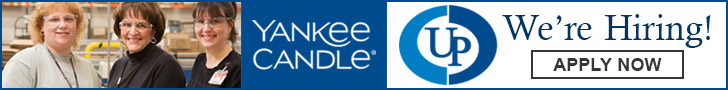 YANKEE
CANDLE®
UP
We're Hiring!
APPLY NOW